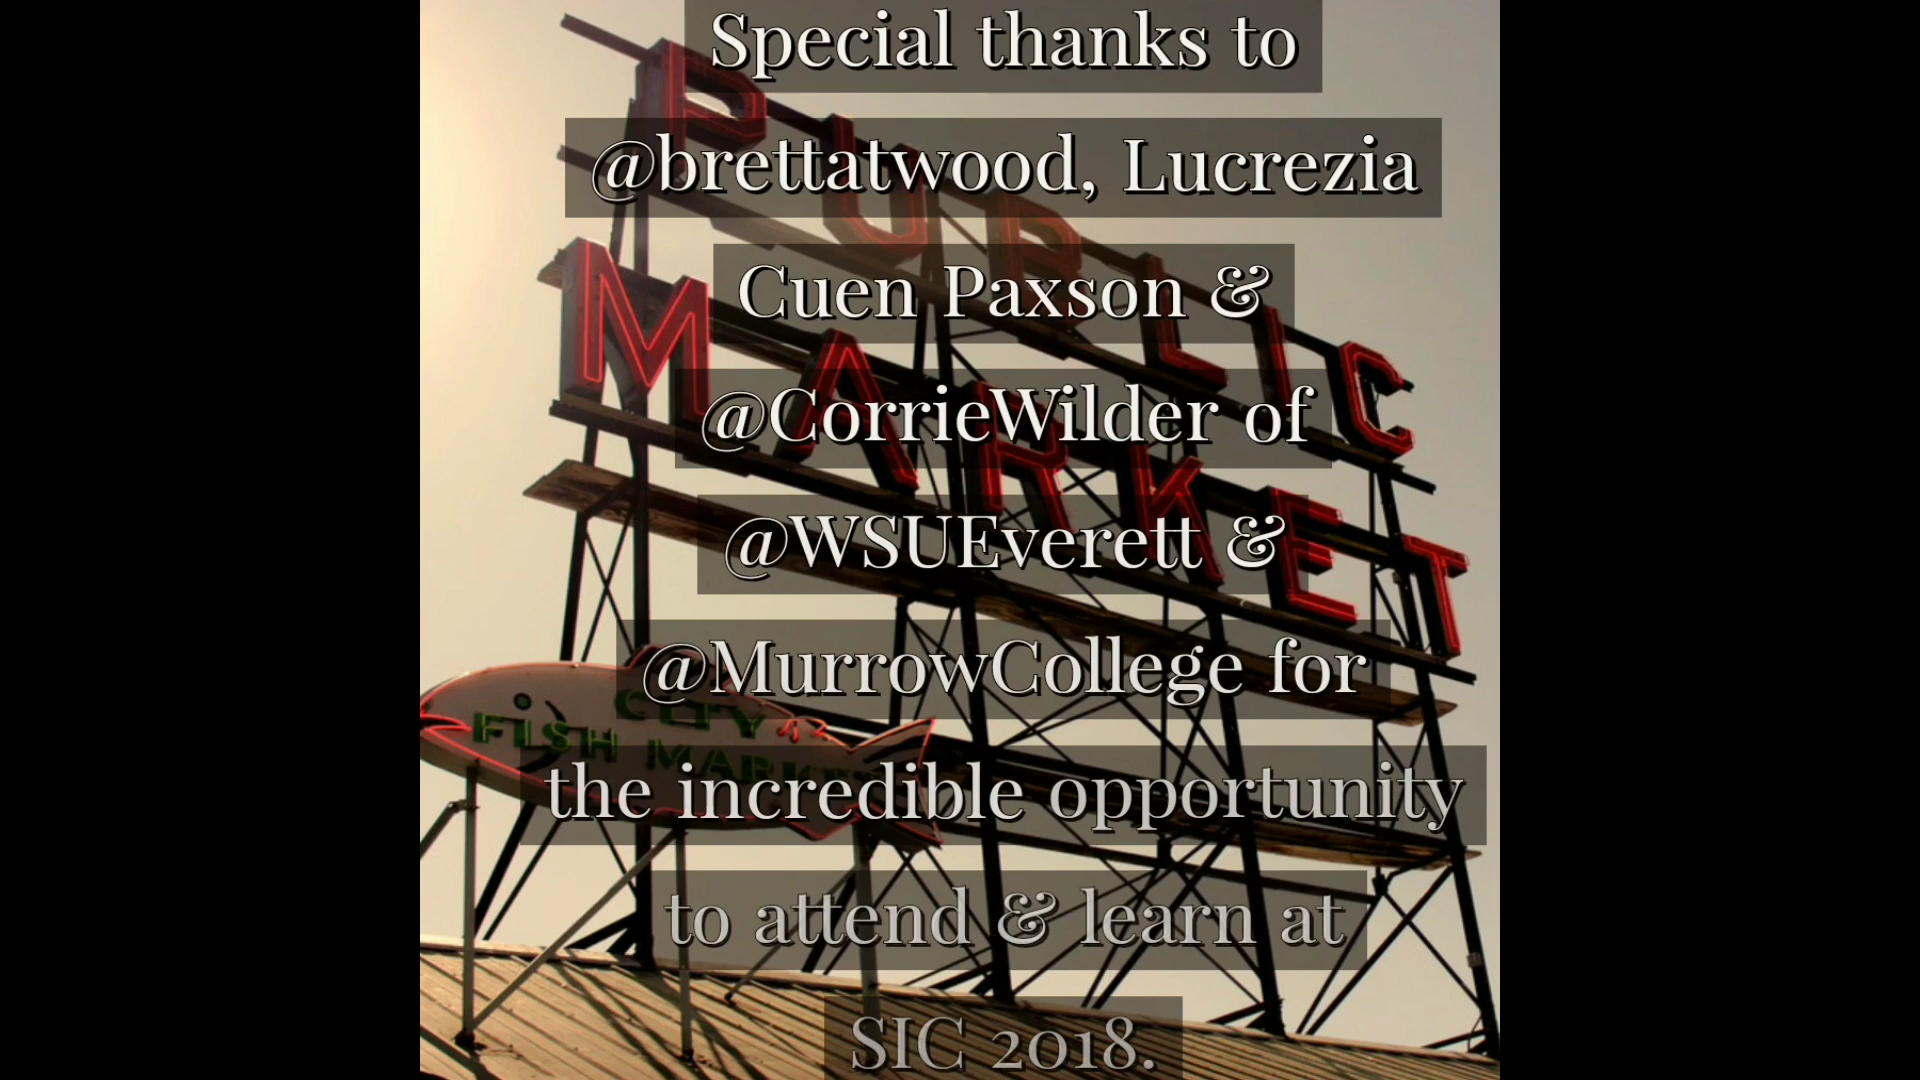 Special thanks to
@brettatwood, Lucrezia
Cuen Paxson &
@CorrieWilder of
@WSUEverett &
@MurrowCollege for
the incredible opportunity
to attend & learn at
SIC 2018.
PUBLIC
MARKET
CITY
FISH MARKET